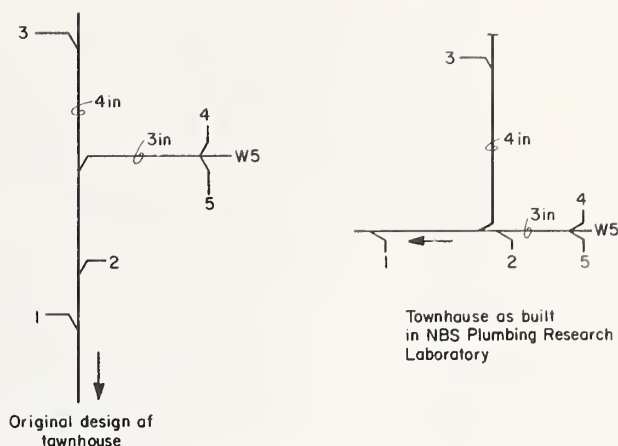 3
4in
4
3in
W5
5
2
1
Original design of
townhouse
3
4in
4
3in
W5
1
2
5
Townhouse as built
in NBS Plumbing Research
Laboratory